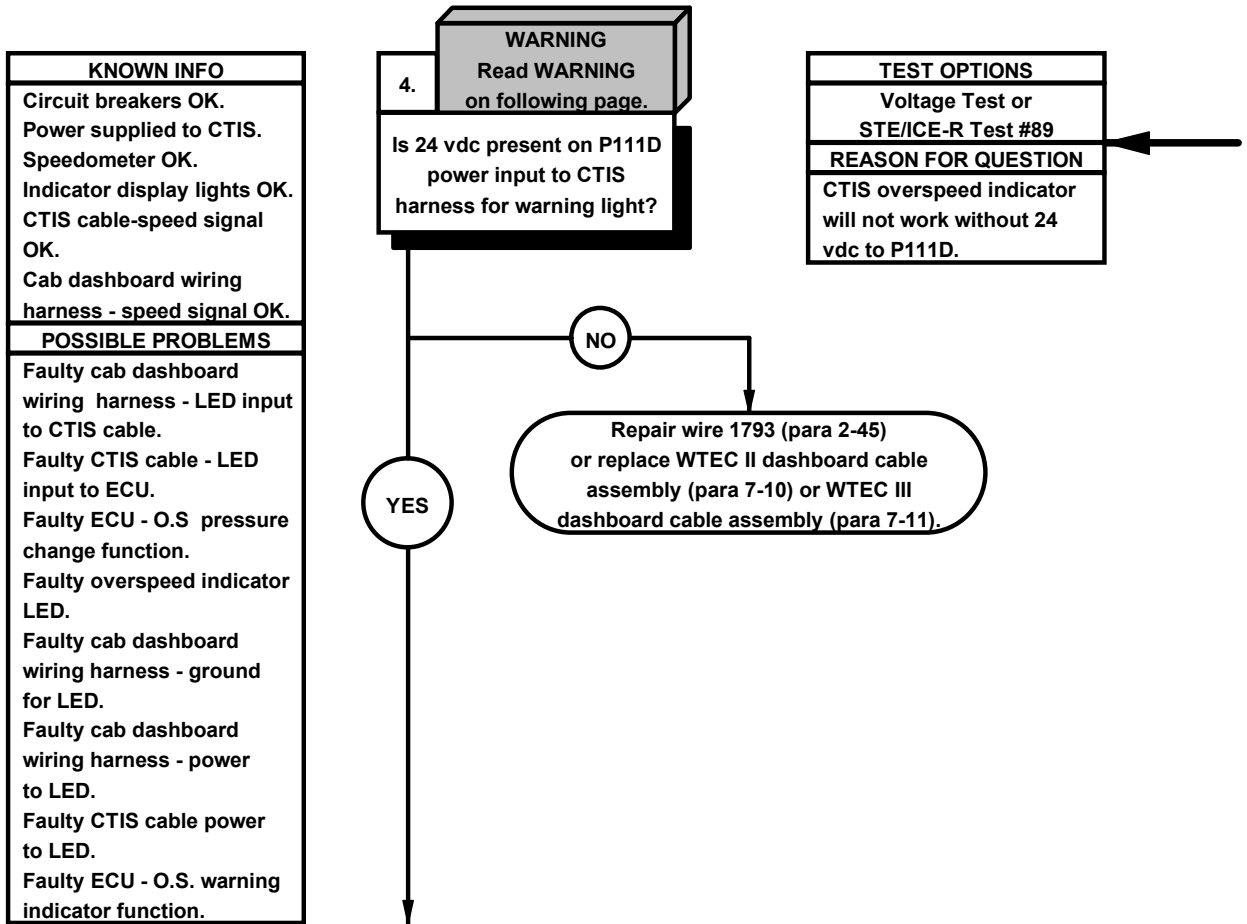 KNOWN INFO
Circuit breakers OK.
Power supplied to CTIS.
Speedometer OK.
Indicator display lights OK.
CTIS cable-speed signal
OK.
Cab dashboard wiring
harness - speed signal OK.
POSSIBLE PROBLEMS
Faulty cab dashboard
wiring harness - LED input
to CTIS cable.
Faulty CTIS cable - LED
input to ECU.
Faulty ECU - O.S pressure
change function.
Faulty overspeed indicator
LED.
Faulty cab dashboard
wiring harness - ground
for LED.
Faulty cab dashboard
wiring harness - power
to LED.
Faulty CTIS cable power
to LED.
Faulty ECU - O.S. warning
indicator function.
WARNING
Read WARNING
on following page.
4.
Is 24 vdc present on P111D
power input to CTIS
harness for warning light?
NO
Repair wire 1793 (para 2-45)
or replace WTEC II dashboard cable
assembly (para 7-10) or WTEC III
dashboard cable assembly (para 7-11).
YES
TEST OPTIONS
Voltage Test or
STE/ICE-R Test #89
REASON FOR QUESTION
CTIS overspeed indicator
will not work without 24
vdc to P111D.